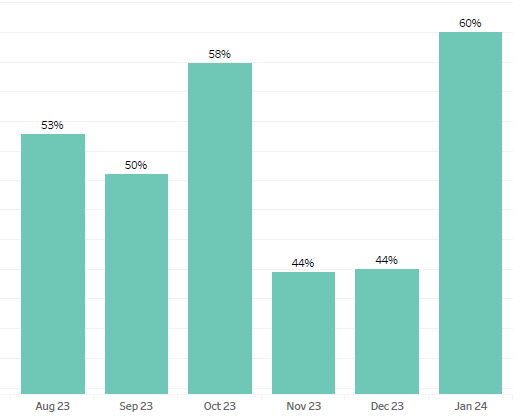 60%
58%
53%
50%
44%
44%
Aug 23
Sep 23
Oct 23
Nov 23
Dec 23
Jan 24